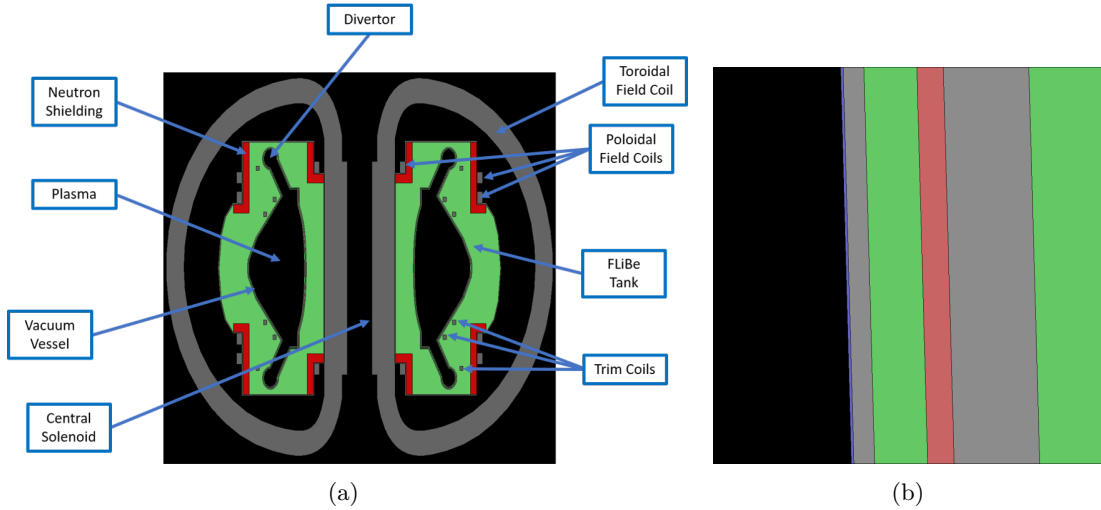 Divertor
Neutron
Shielding
Toroidal
Field Coil
Poloidal
Field Coils
Plasma
FLiBe
Tank
Vacuum
Vessel
Trim Coils
Central
Solenoid
(a)
(b)